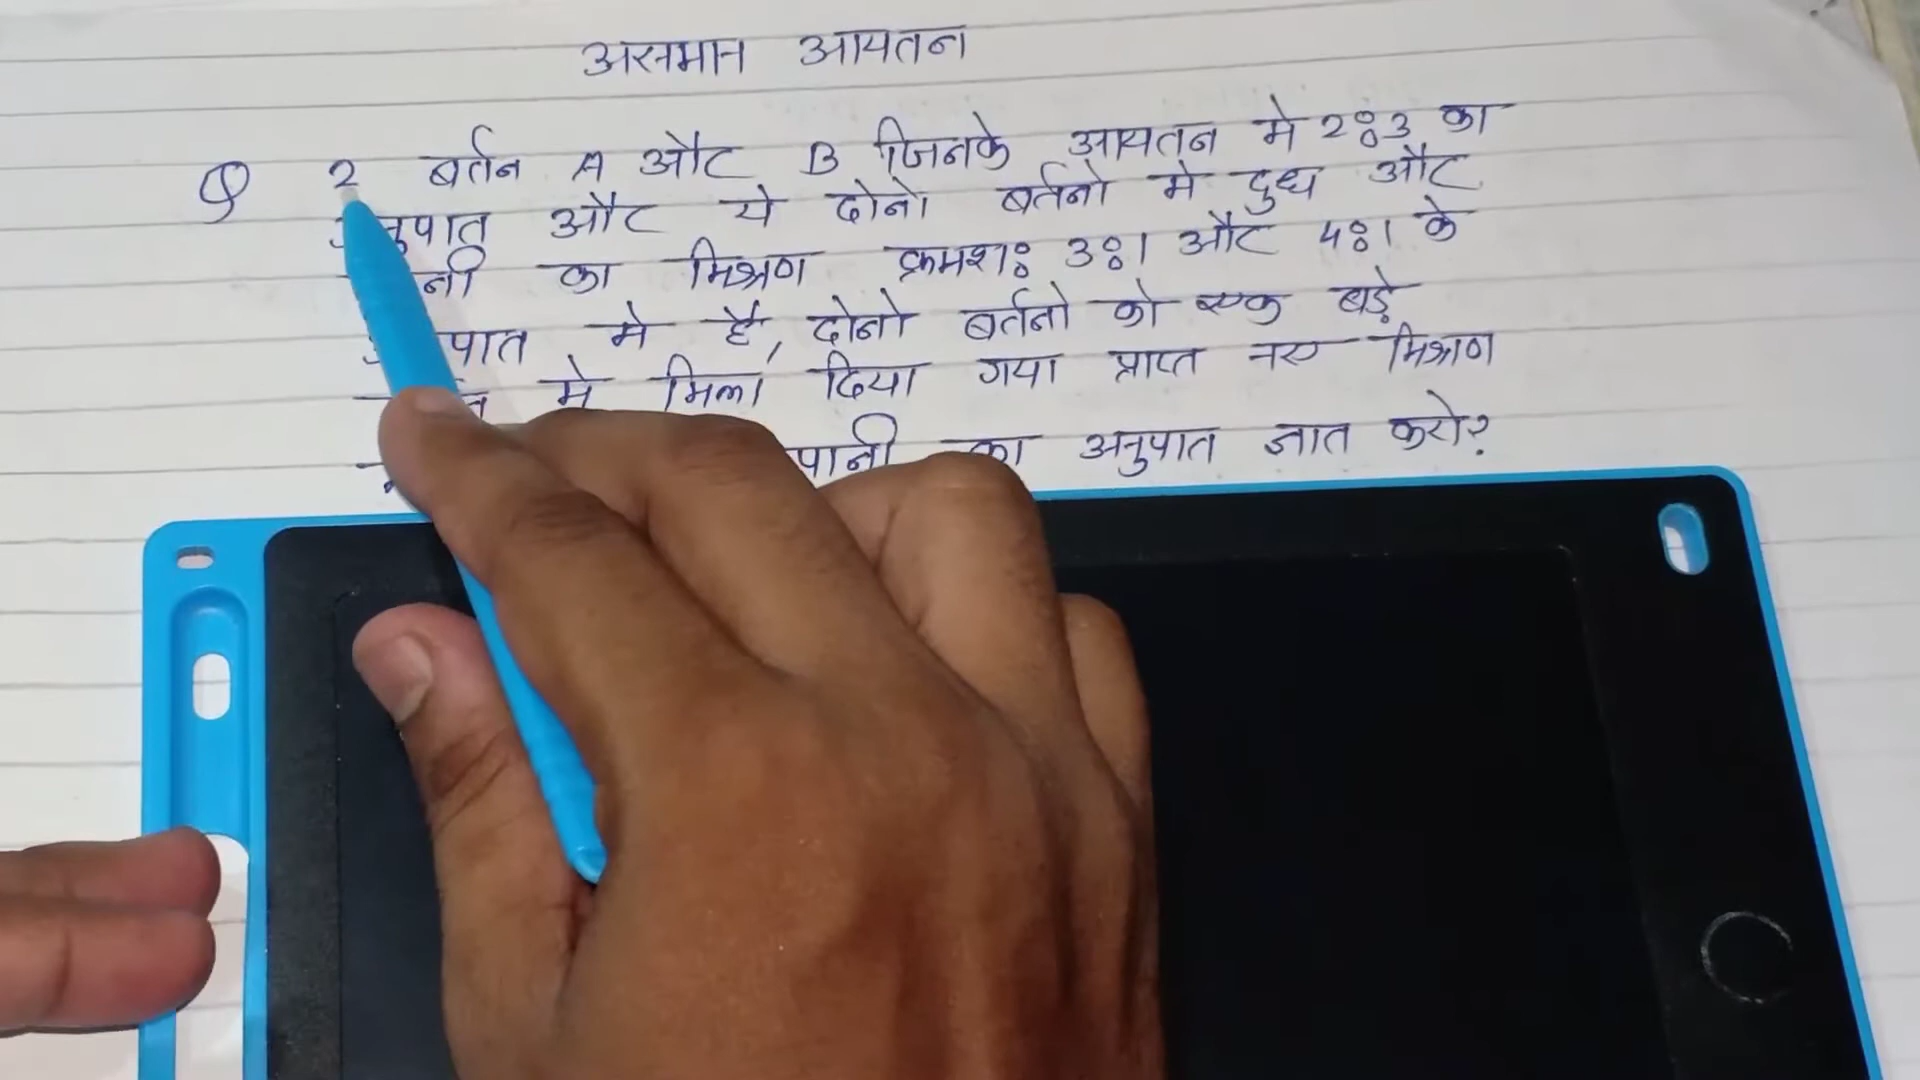 असमान आयतन
Q 2 बर्तन A और B जिनके आयतन मे 2:3 का
अनुपात और ये दोनो बर्तनो मे दुध और
का मिश्रण क्रमशः 3:1 और 4:1 के
मे है, दोनो बर्तनो को एक बड़े
मे मिला दिया गया प्राप्त नए मिश्रण
पानी का अनुपात ज्ञात करो?